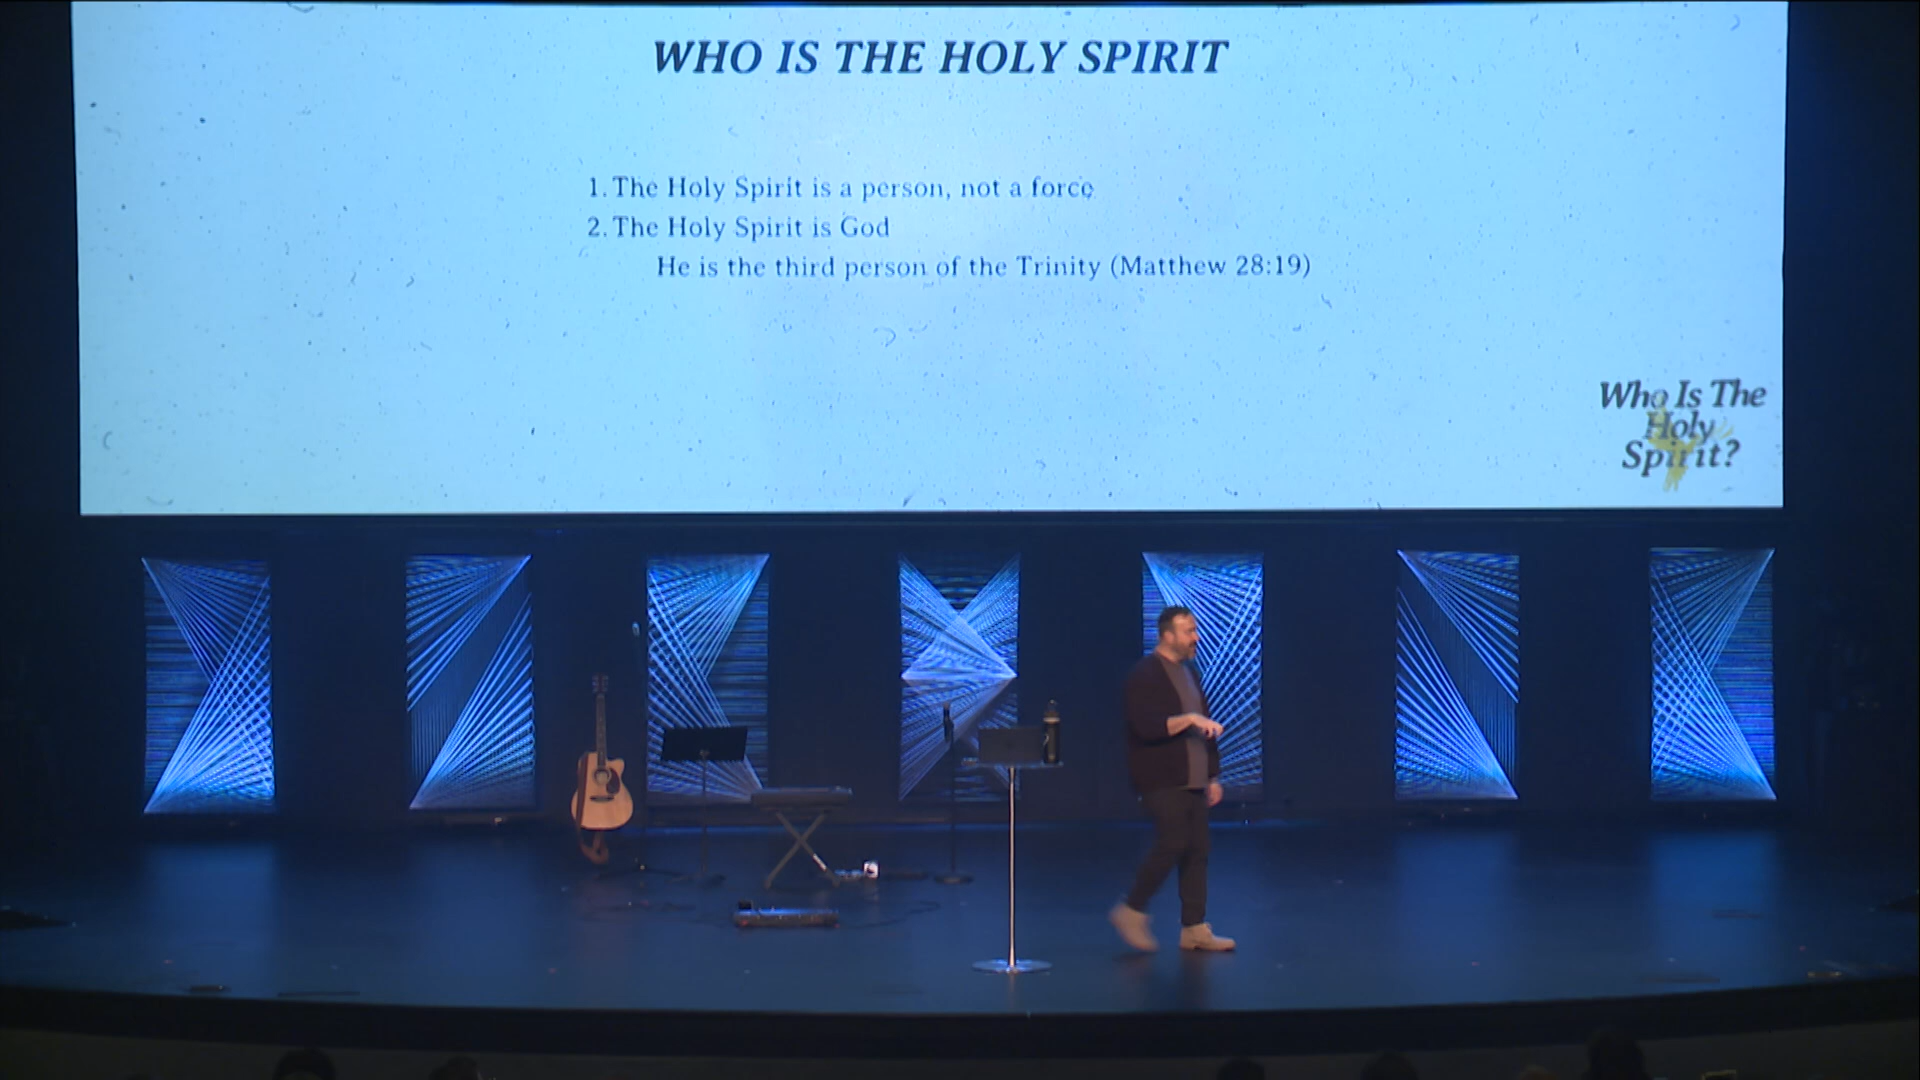 WHO IS THE HOLY SPIRIT
1. The Holy Spirit is a person, not a force
2. The Holy Spirit is God
He is the third person of the Trinity (Matthew 28:19)
Who Is The
Holy
Spirit?